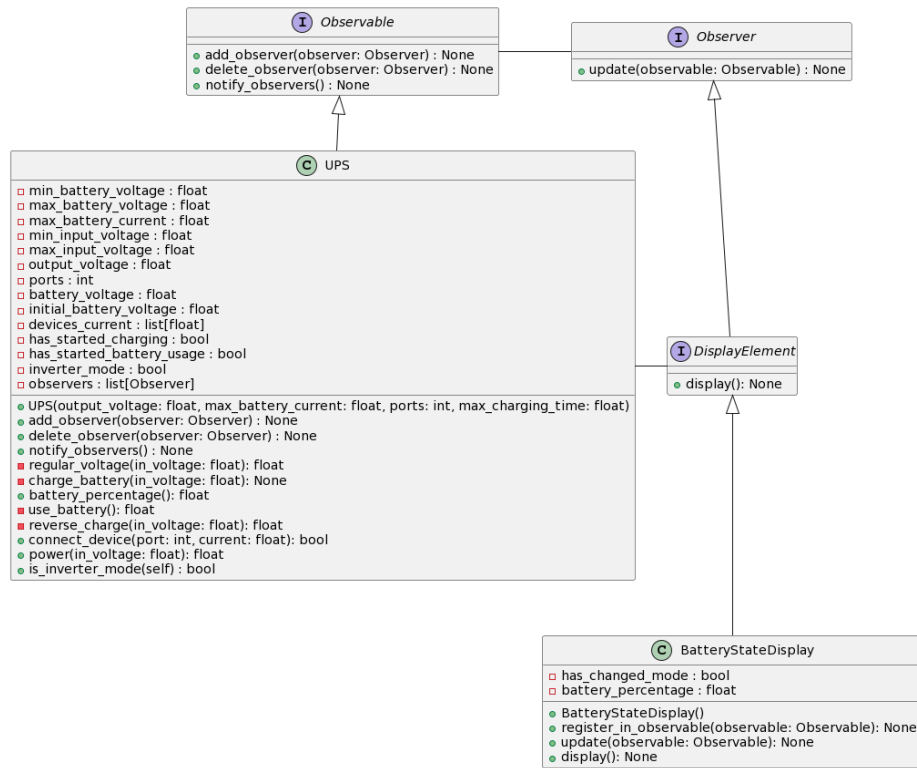 I Observable
add_observer(observer: Observer) : None
delete_observer(observer: Observer) : None
notify_observers() : None
I Observer
update(observable: Observable) : None
C UPS
min_battery_voltage : float
max_battery_voltage : float
max_battery_current : float
min_input_voltage : float
max_input_voltage : float
output_voltage : float
ports : int
battery_voltage : float
initial_battery_voltage : float
devices_current : list[float]
has_started_charging : bool
has_started_battery_usage : bool
inverter_mode : bool
observers : list[Observer]
UPS(output_voltage: float, max_battery_current: float, ports: int, max_charging_time: float)
add_observer(observer: Observer) : None
delete_observer(observer: Observer) : None
notify_observers() : None
regular_voltage(in_voltage: float): float
charge_battery(in_voltage: float): None
battery_percentage(): float
use_battery(): float
reverse_charge(in_voltage: float): float
connect_device(port: int, current: float): bool
power(in_voltage: float): float
is_inverter_mode(self) : bool
I DisplayElement
display(): None
C BatteryStateDisplay
has_changed_mode : bool
battery_percentage : float
BatteryStateDisplay()
register_in_observable(observable: Observable): None
update(observable: Observable): None
display(): None